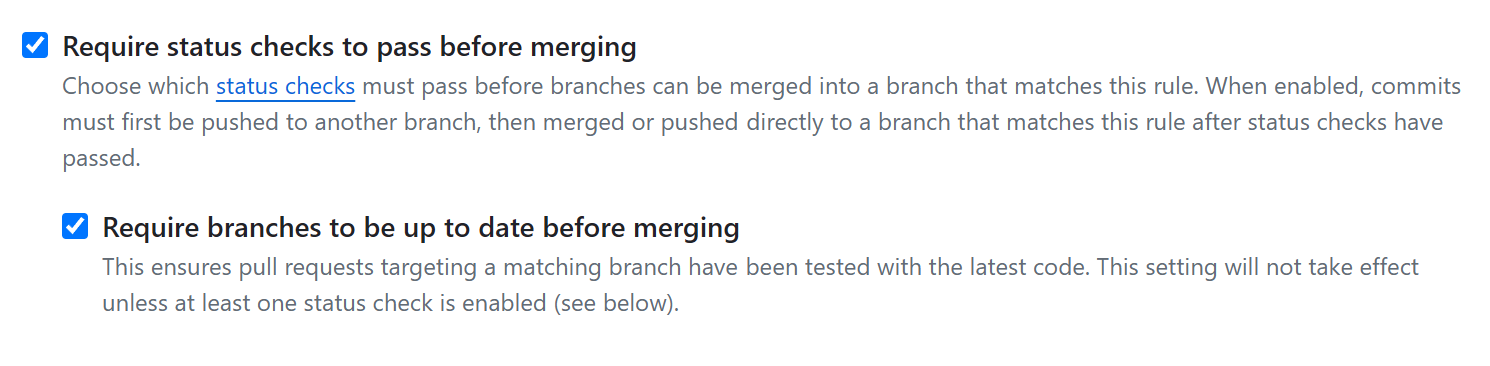 Require status checks to pass before merging
Choose which status checks must pass before branches can be merged into a branch that matches this rule. When enabled, commits
must first be pushed to another branch, then merged or pushed directly to a branch that matches this rule after status checks have
passed.
Require branches to be up to date before merging
This ensures pull requests targeting a matching branch have been tested with the latest code. This setting will not take effect
unless at least one status check is enabled (see below).